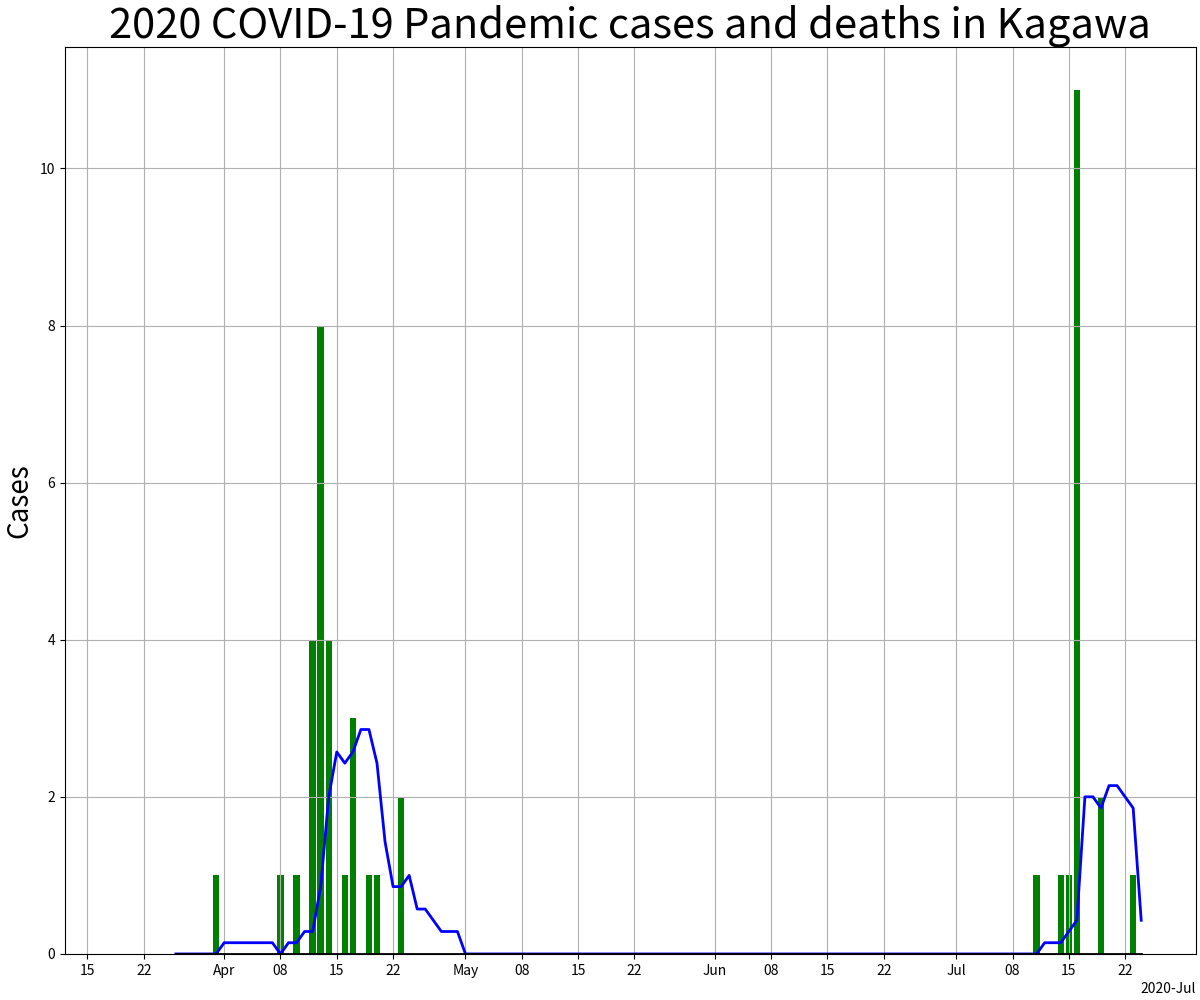 2020 COVID-19 Pandemic cases and deaths in Kagawa
10
8
6
4
2
0
Cases
15 22 Apr 08 15 22 May 08 15 22 Jun 08 15 22 Jul 08 15 22
2020-Jul